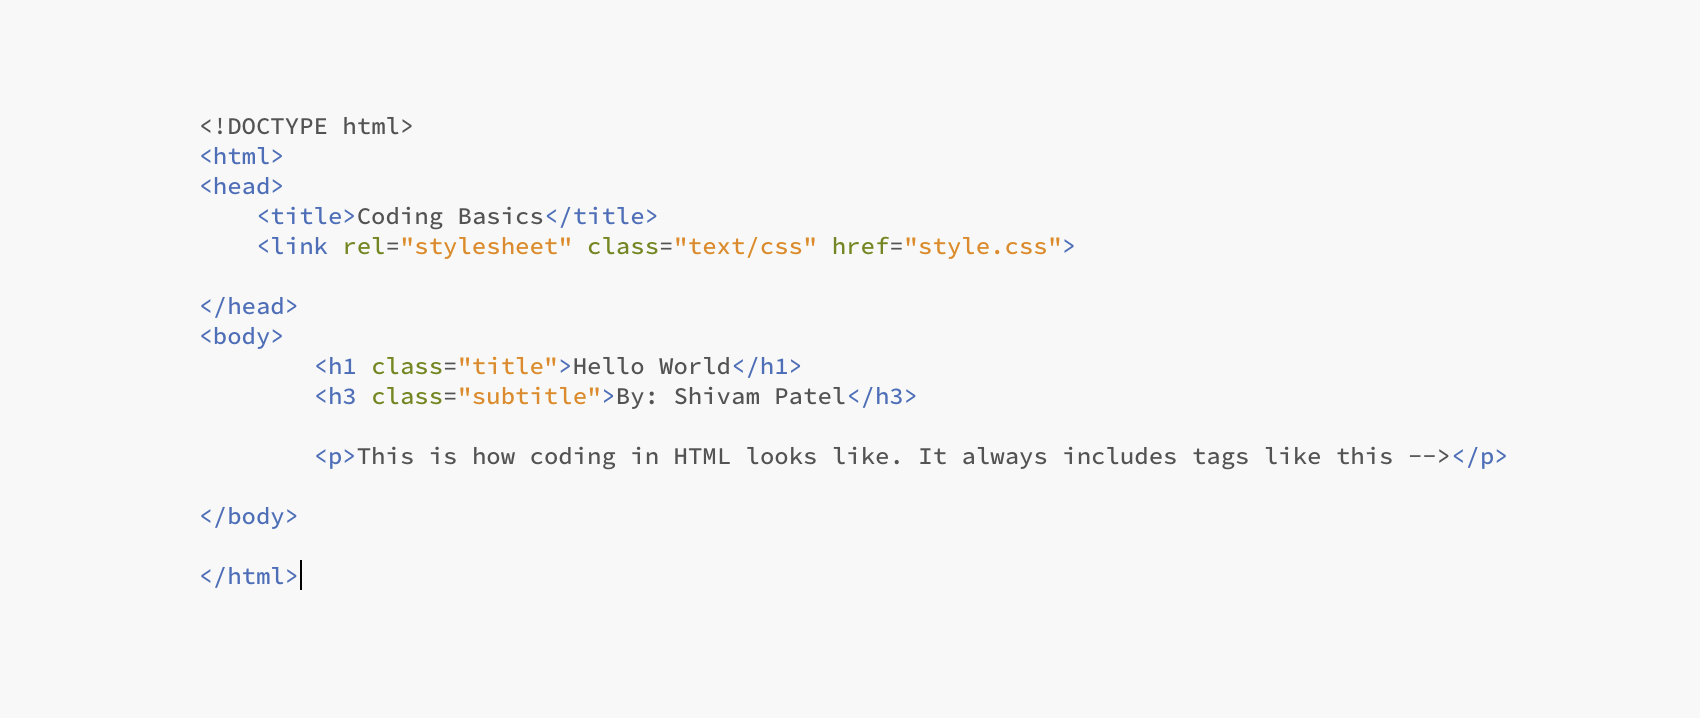 <!DOCTYPE html>
<html>
<head>
    <title>Coding Basics</title>
    <link rel="stylesheet" class="text/css" href="style.css">
</head>
<body>
        <h1 class="title">Hello World</h1>
        <h3 class="subtitle">By: Shivam Patel</h3>
        <p>This is how coding in HTML looks like. It always includes tags like this --></p>
</body>
</html>